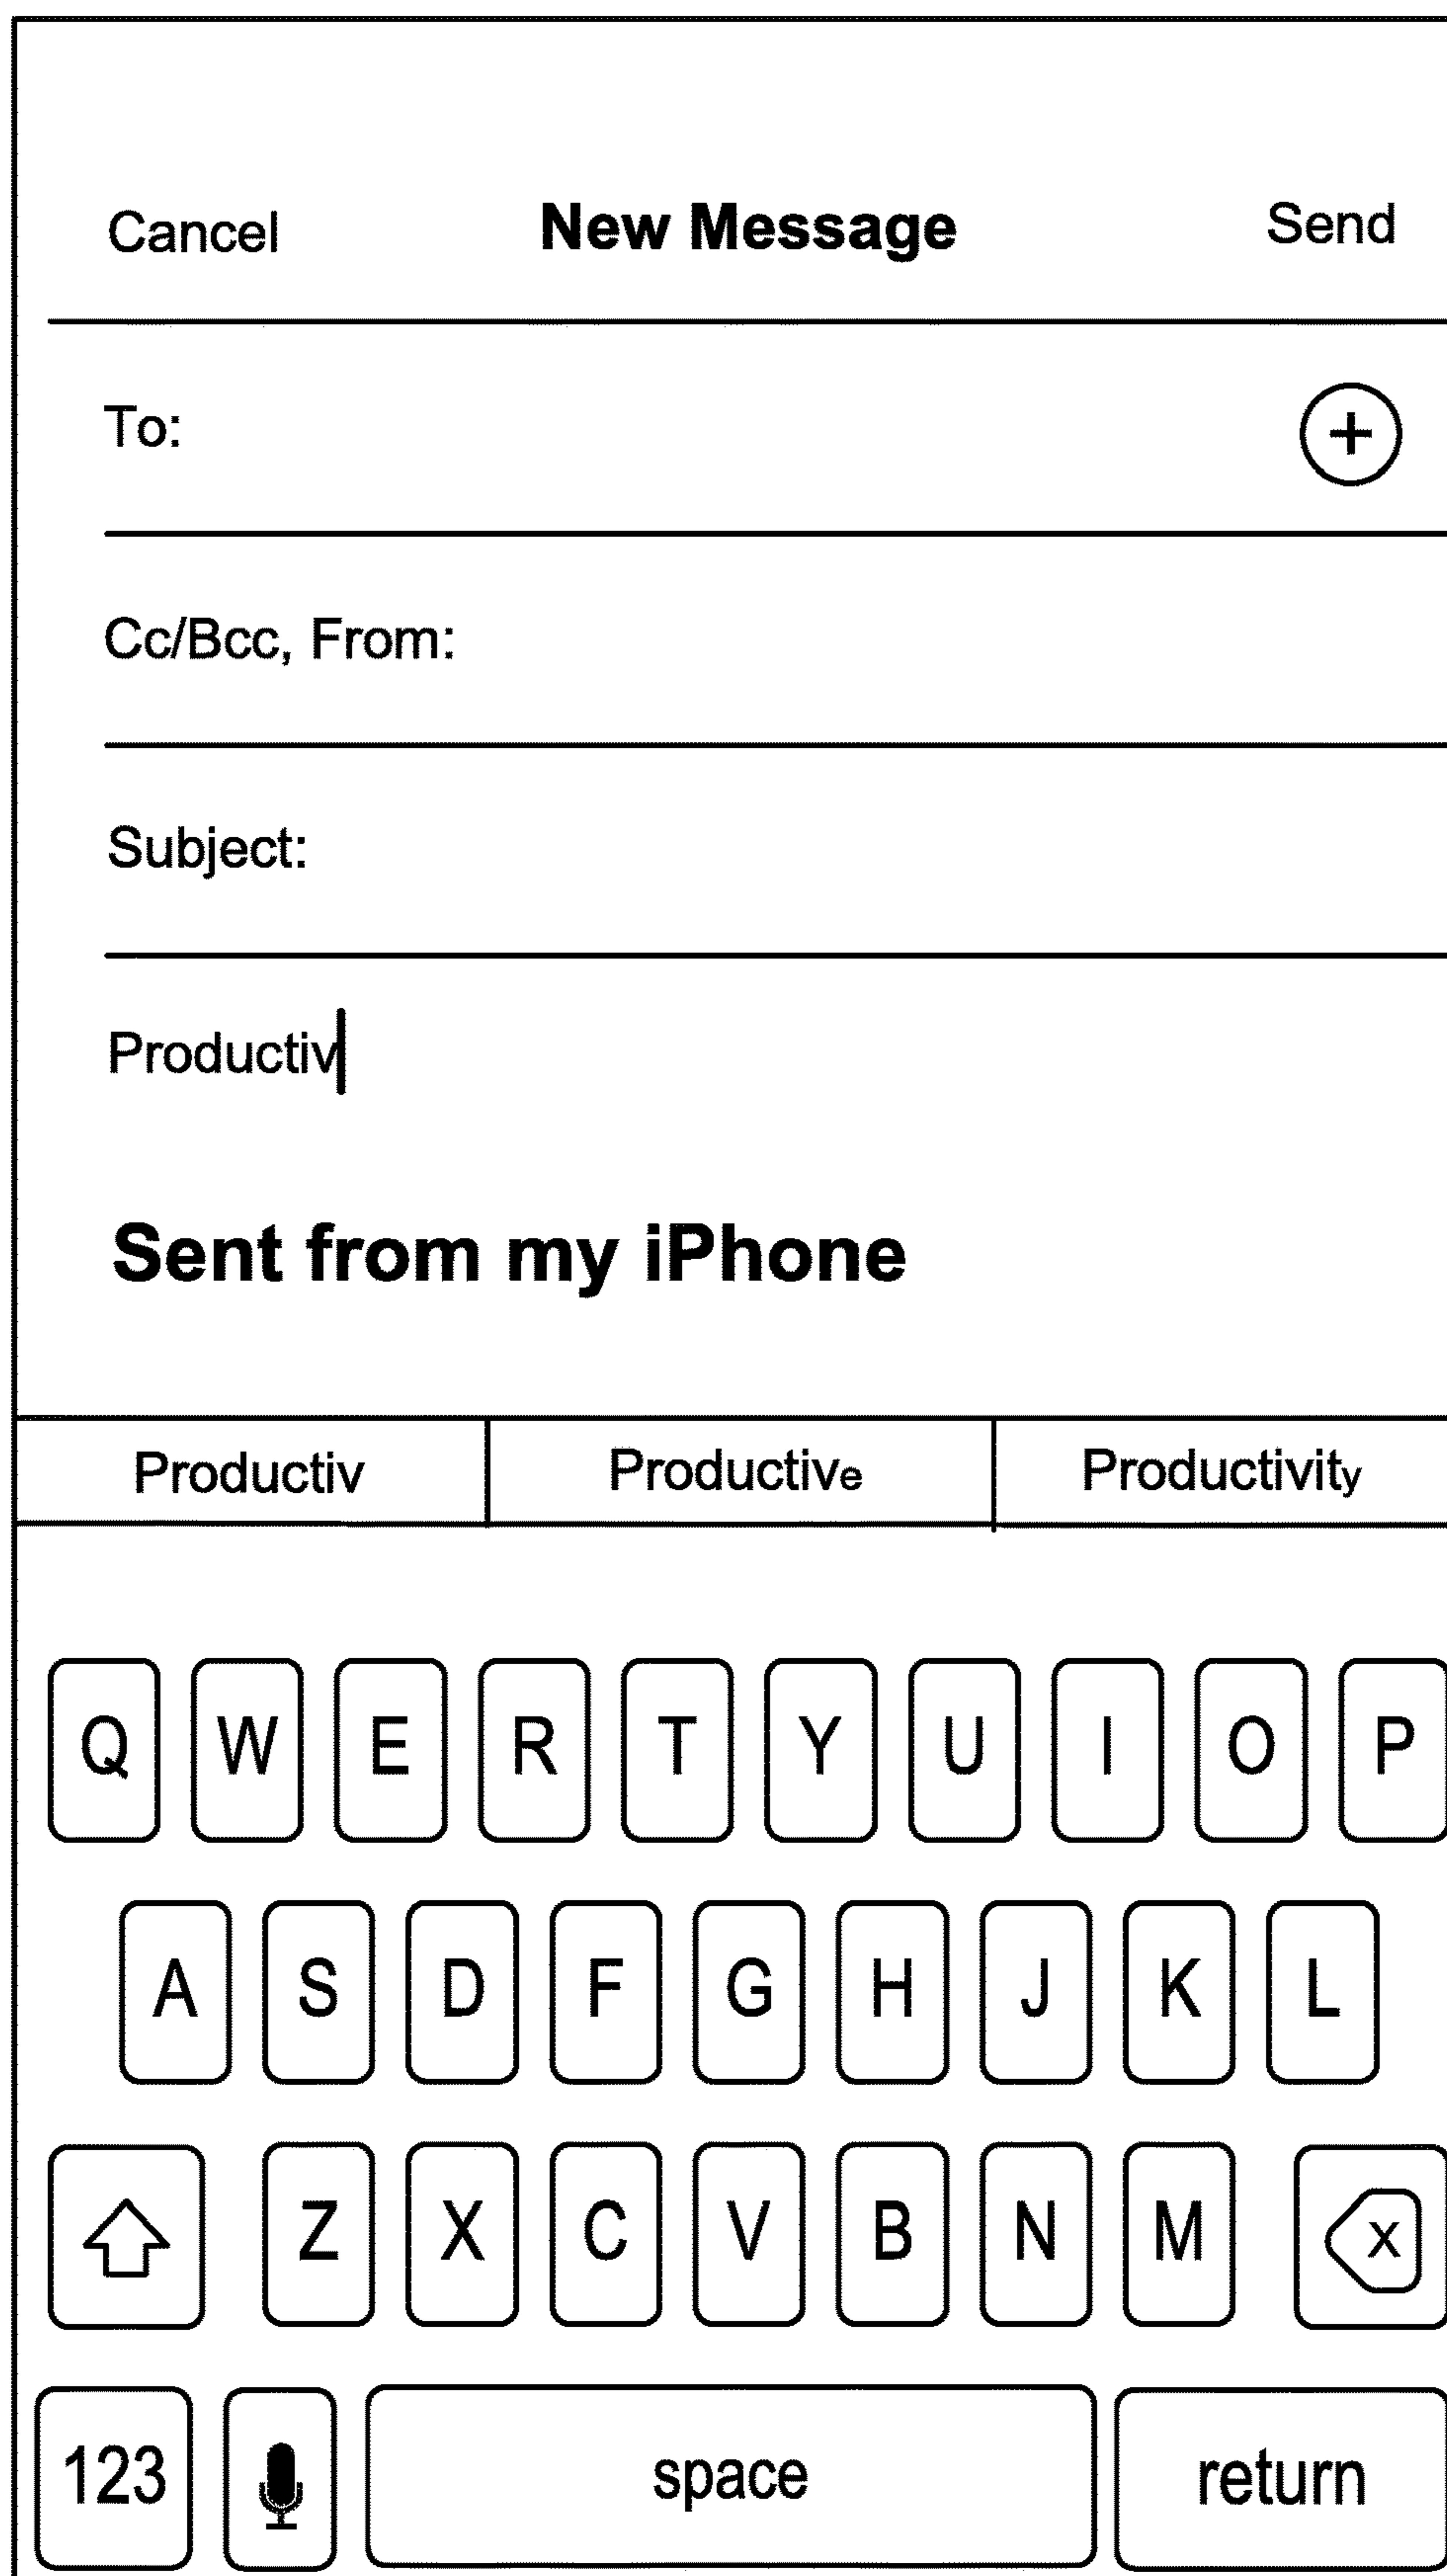 Cancel New Message Send
To: +
Cc/Bcc, From:
Subject:
Productiv
Sent from my iPhone
Productiv Productive Productivity
Q W E R T Y U I O P
A S D F G H J K L
Z X C V B N M X
123 space return